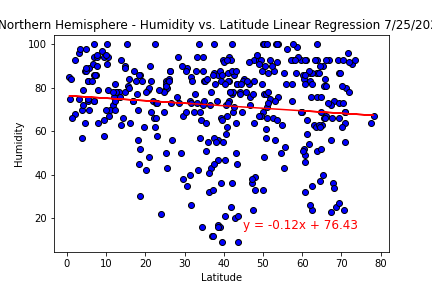 Northern Hemisphere - Humidity vs. Latitude Linear Regression 7/25/20
100
80
60
40
20
Humidity
y = -0.12x + 76.43
0 10 20 30 40 50 60 70 80
Latitude